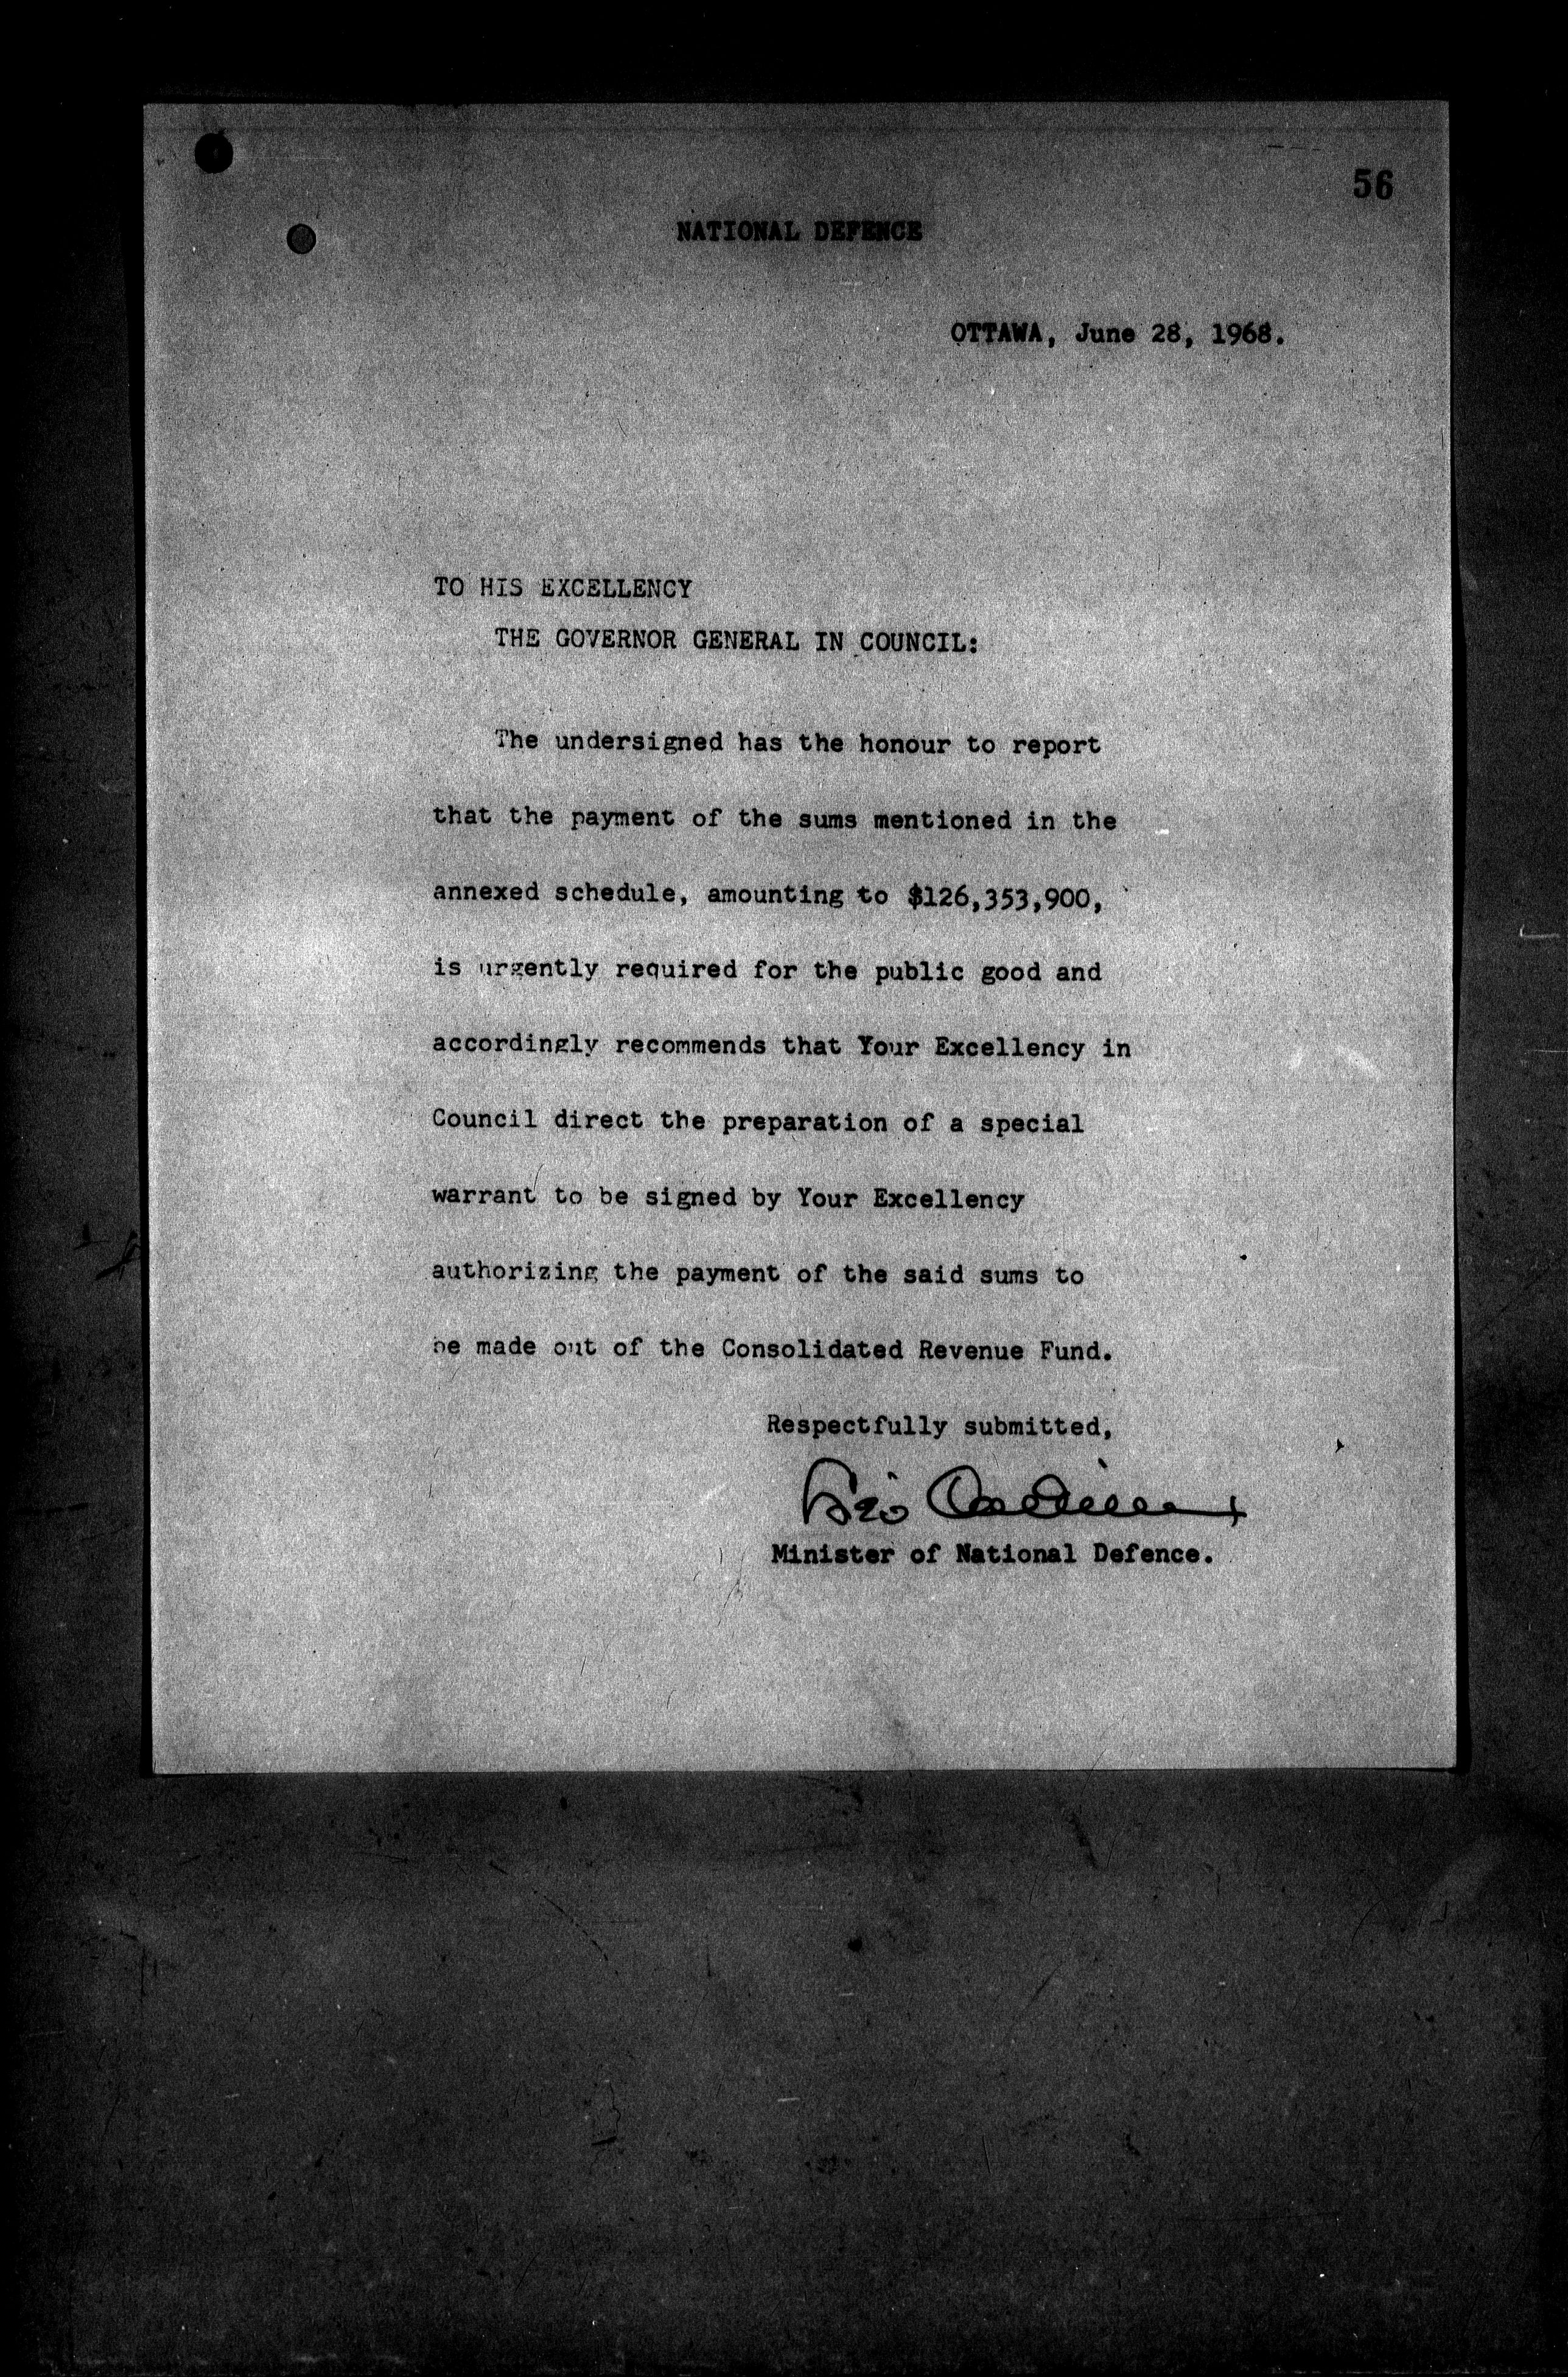 56
NATIONAL DEFENCE
OTTAWA, June 28, 1968.
TO HIS EXCELLENCY
THE GOVERNOR GENERAL IN COUNCIL:
The undersigned has the honour to report
that the payment of the sums mentioned in the
annexed schedule, amounting to $126,353,900,
is urgently required for the public good and
accordingly recommends that Your Excellency in
Council direct the preparation of a special
warrant to be signed by Your Excellency
authorizing the payment of the said sums to
be made out of the Consolidated Revenue Fund.
Respectfully submitted,
Léo Cadieux
Minister of National Defence.